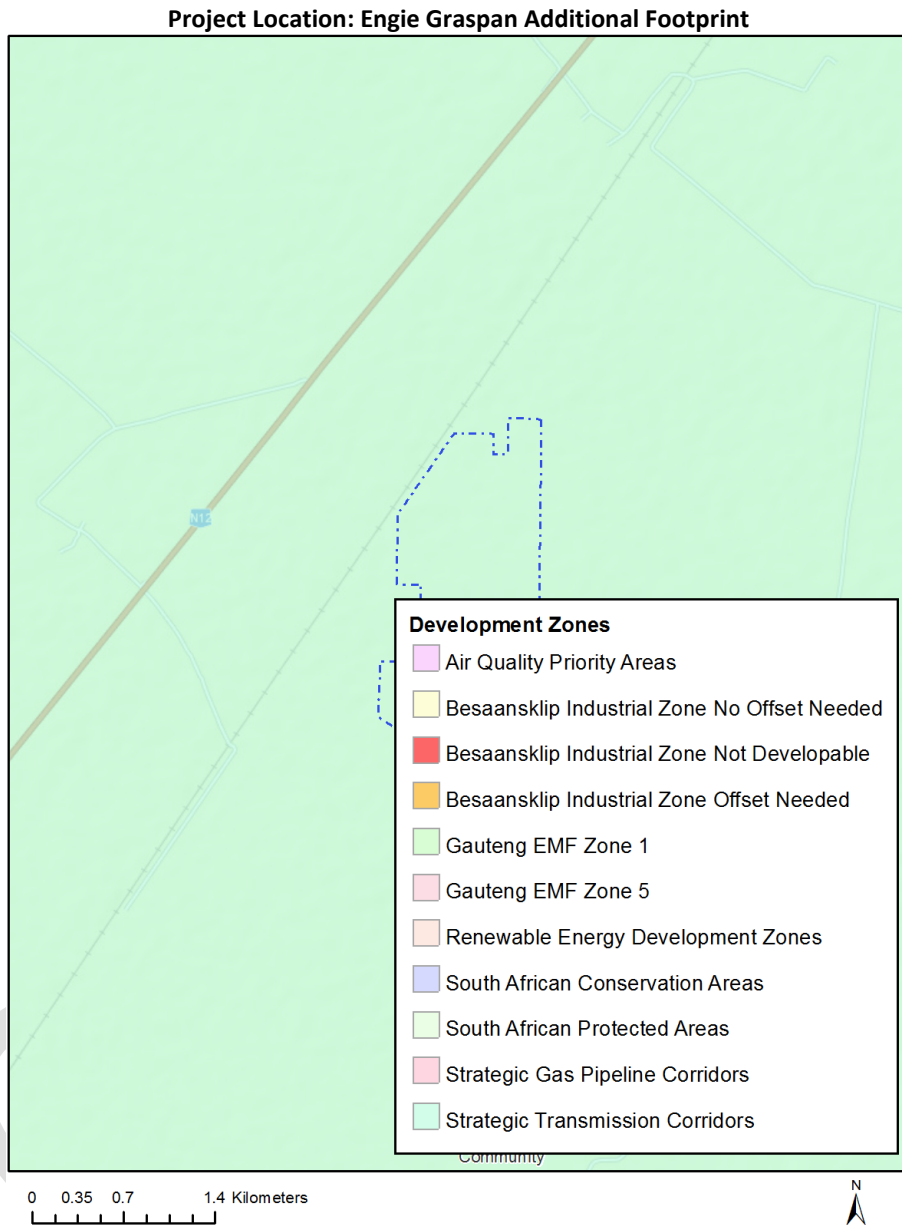 Project Location: Engie Graspan Additional Footprint
N12
Development Zones
Air Quality Priority Areas
Besaansklip Industrial Zone No Offset Needed
Besaansklip Industrial Zone Not Developable
Besaansklip Industrial Zone Offset Needed
Gauteng EMF Zone 1
Gauteng EMF Zone 5
Renewable Energy Development Zones
South African Conservation Areas
South African Protected Areas
Strategic Gas Pipeline Corridors
Strategic Transmission Corridors
Community
0 0.35 0.7 1.4 Kilometers
N